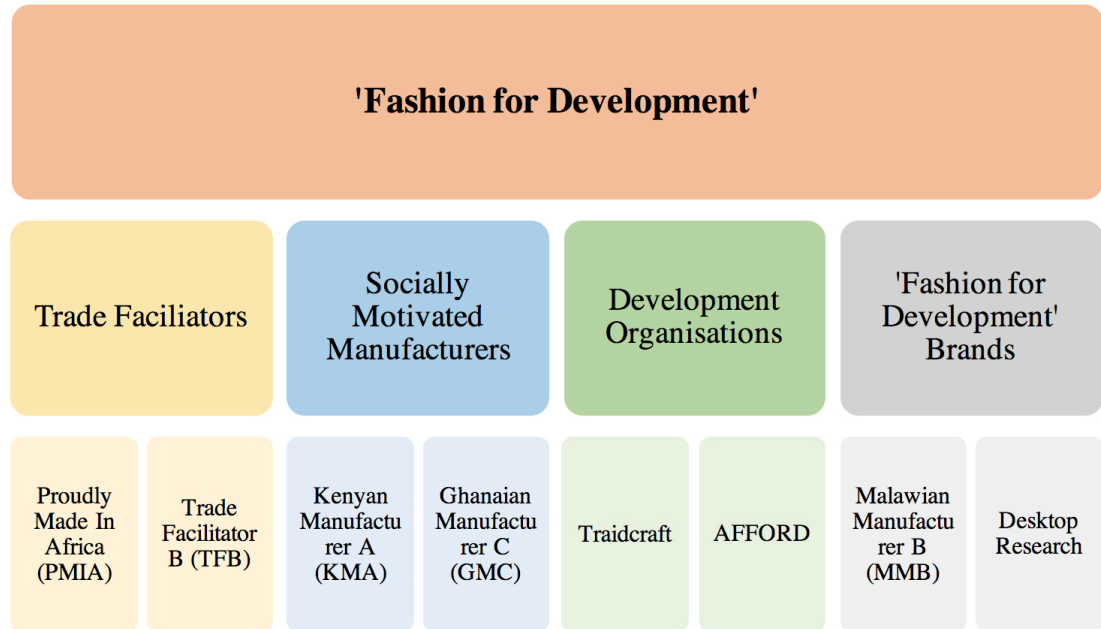 'Fashion for Development'
Trade Faciliators
Socially
Motivated
Manufacturers
Development
Organisations
'Fashion for
Development'
Brands
Proudly
Made In
Africa
(PMIA)
Trade
Facilitator
B (TFB)
Kenyan
Manufactu
rer A
(KMA)
Ghanaian
Manufactu
rer C
(GMC)
Traidcraft
AFFORD
Malawian
Manufactu
rer B
(MMB)
Desktop
Research